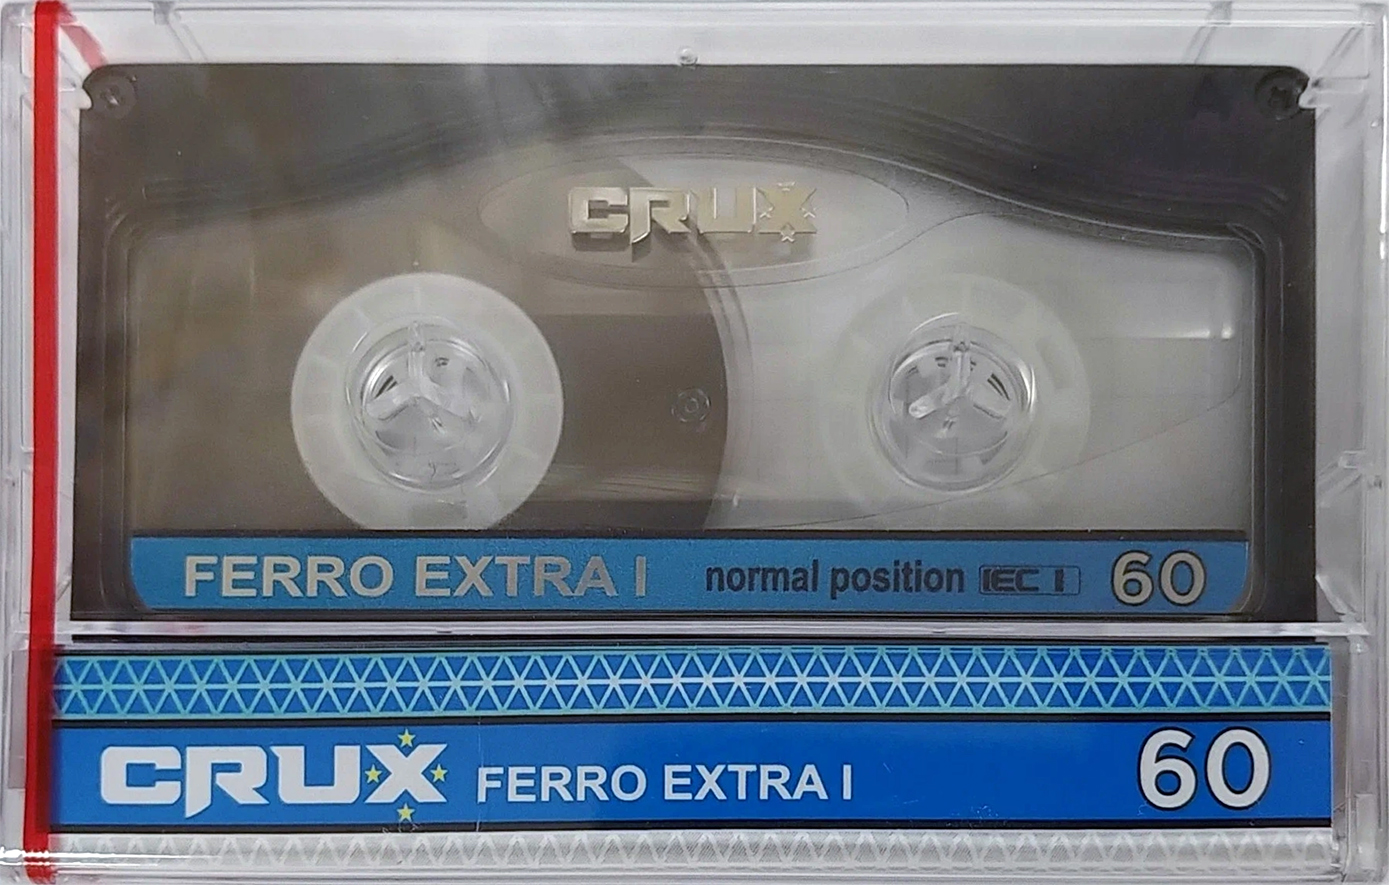 CRUX
FERRO EXTRA I normal position IEC I 60
CRUX FERRO EXTRA I 60